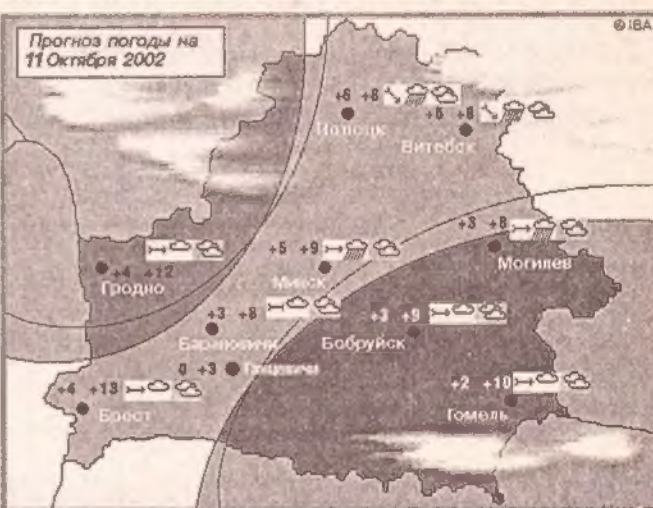 Прогноз погоды на
11 Октября 2002
© IBA
+6 +8
Полоцк
+5 +8
Витебск
+3 +8
Могилев
+5 +9
Минск
+4 +12
Гродно
+3 +8
Барановичи
+3 +9
Бобруйск
0 +3 Ганцевичи
+4 +13
Брест
+2 +10
Гомель